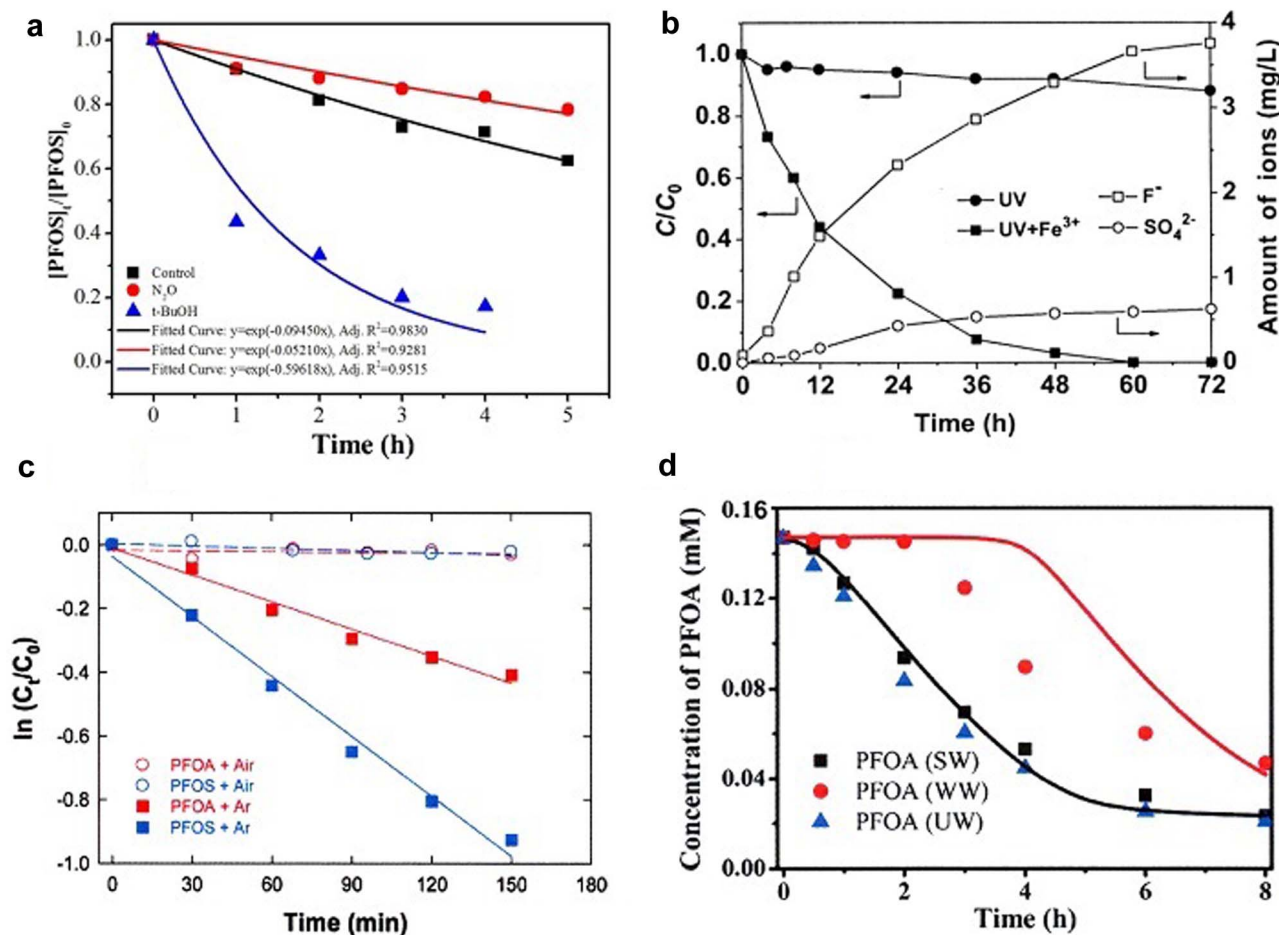 a
[PFOS]t/[PFOS]0
1.0
0.8
0.6
0.4
0.2
0.0
Control
N2O
t-BuOH
Fitted Curve: y=exp(-0.09450x), Adj. R²=0.9830
Fitted Curve: y=exp(-0.05210x), Adj. R²=0.9281
Fitted Curve: y=exp(-0.59618x), Adj. R²=0.9515
0 1 2 3 4 5
Time (h)
b
C/C0
1.0
0.8
0.6
0.4
0.2
0.0
UV
UV+Fe³⁺
F⁻
SO₄²⁻
4
3
2
1
0
Amount of ions (mg/L)
0 12 24 36 48 60 72
Time (h)
c
ln (Ct/C0)
0.0
-0.2
-0.4
-0.6
-0.8
-1.0
PFOA + Air
PFOS + Air
PFOA + Ar
PFOS + Ar
0 30 60 90 120 150 180
Time (min)
d
Concentration of PFOA (mM)
0.16
0.12
0.08
0.04
0.00
PFOA (SW)
PFOA (WW)
PFOA (UW)
0 2 4 6 8
Time (h)